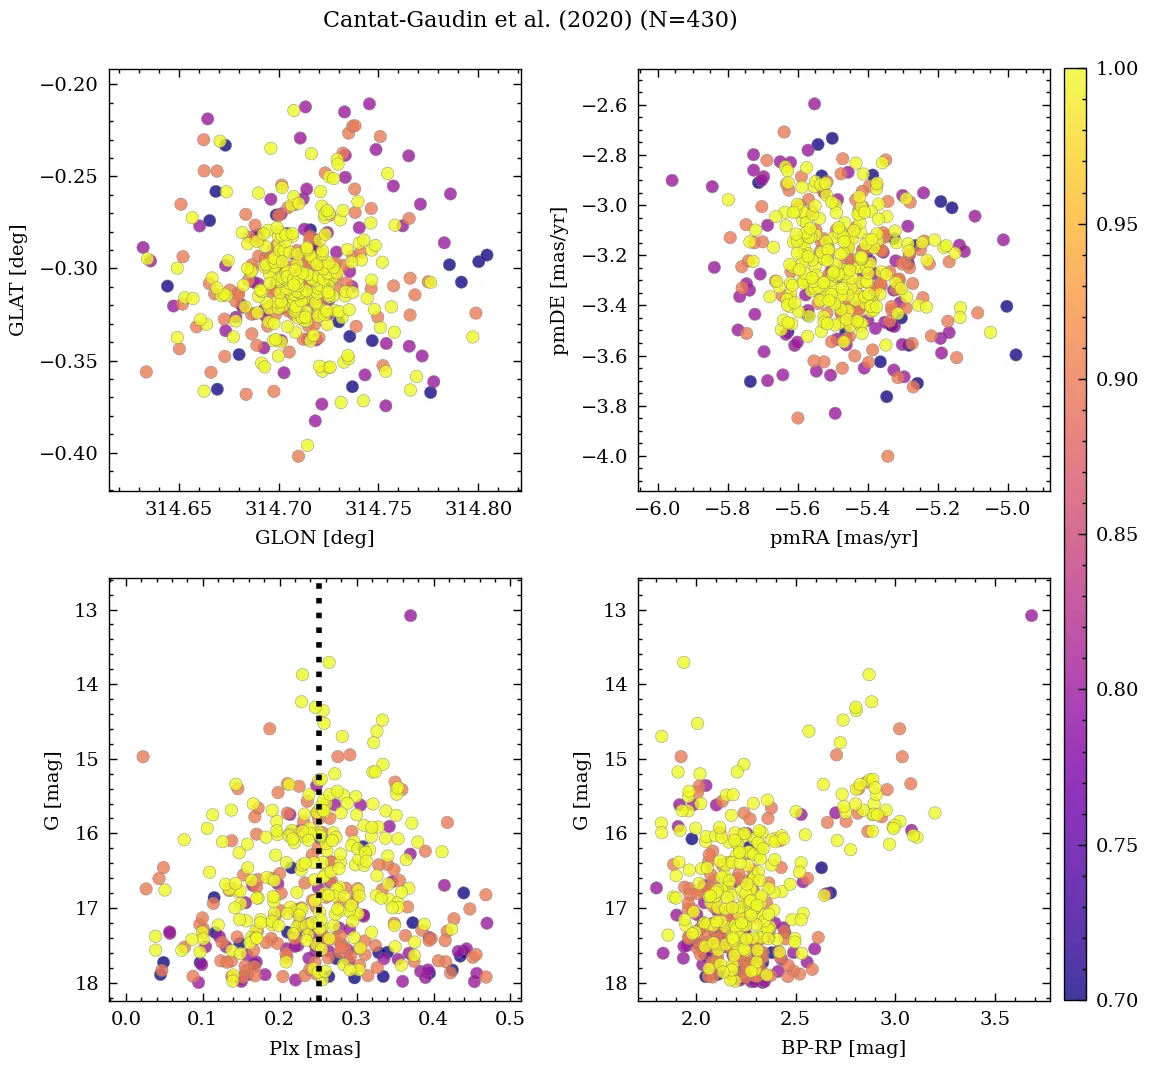 Cantat-Gaudin et al. (2020) (N=430)
−0.20
−0.25
−0.30
−0.35
−0.40
GLAT [deg]
314.65 314.70 314.75 314.80
GLON [deg]
−2.6
−2.8
−3.0
−3.2
−3.4
−3.6
−3.8
−4.0
pmDE [mas/yr]
−6.0 −5.8 −5.6 −5.4 −5.2 −5.0
pmRA [mas/yr]
13
14
15
16
17
18
G [mag]
0.0 0.1 0.2 0.3 0.4 0.5
Plx [mas]
13
14
15
16
17
18
G [mag]
2.0 2.5 3.0 3.5
BP-RP [mag]
1.00
0.95
0.90
0.85
0.80
0.75
0.70